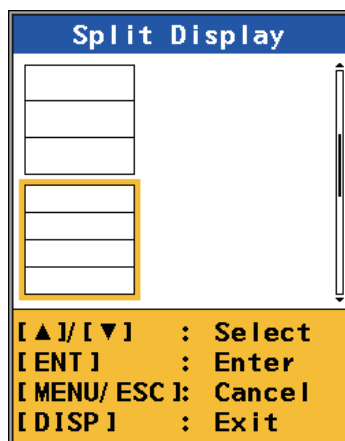 Split Display
[▲]/[▼] : Select
[ENT] : Enter
[MENU/ESC]: Cancel
[DISP] : Exit